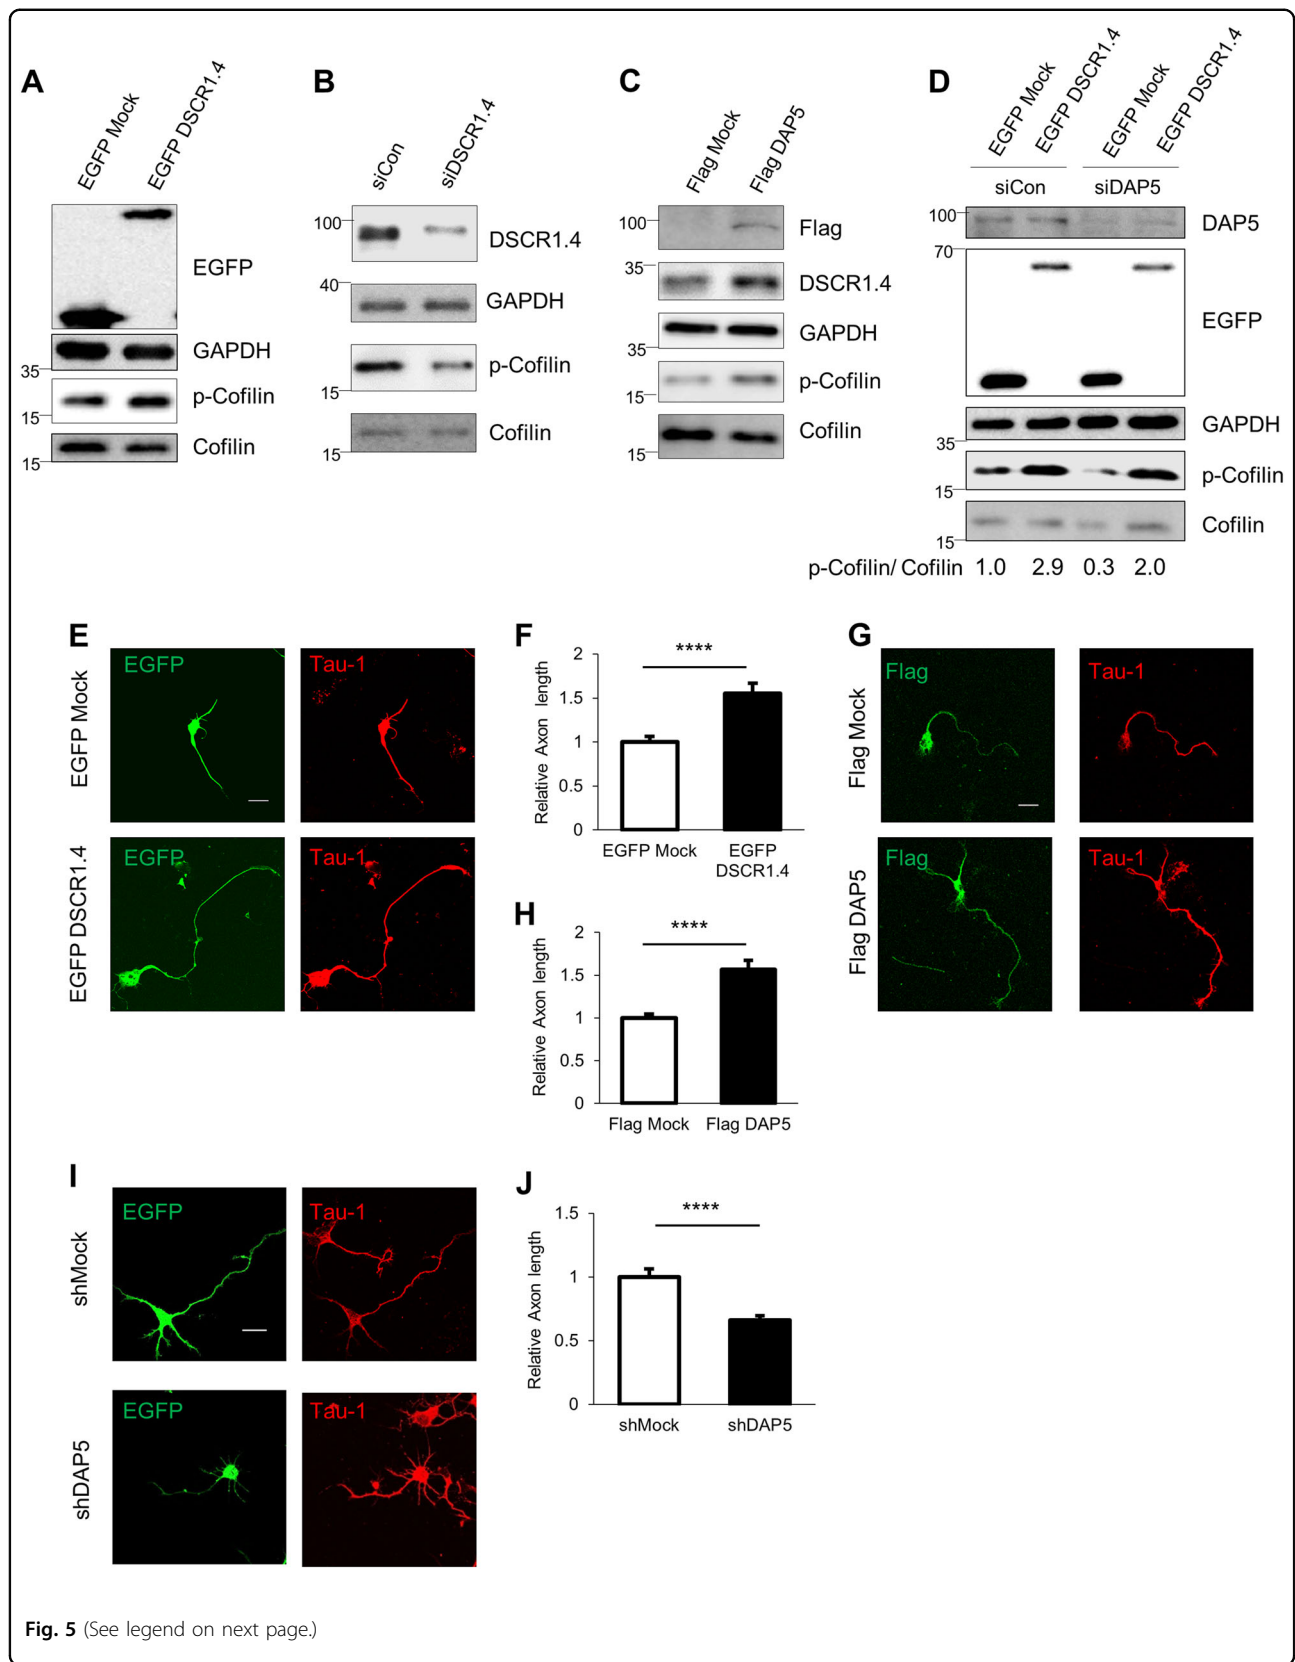 A
EGFP Mock
EGFP DSCR1.4
EGFP
GAPDH
35
p-Cofilin
15
Cofilin
15
B
siCon
siDSCR1.4
100
DSCR1.4
40
GAPDH
p-Cofilin
15
Cofilin
15
C
Flag Mock
Flag DAP5
100
Flag
35
DSCR1.4
GAPDH
35
p-Cofilin
15
Cofilin
15
D
EGFP Mock
EGFP DSCR1.4
EGFP Mock
EGFP DSCR1.4
siCon
siDAP5
100
DAP5
70
EGFP
GAPDH
35
p-Cofilin
15
Cofilin
15
p-Cofilin/ Cofilin 1.0 2.9 0.3 2.0
E
EGFP Mock
EGFP
Tau-1
EGFP DSCR1.4
EGFP
Tau-1
F
Relative Axon length
2
1.5
1
0.5
0
****
EGFP Mock
EGFP
DSCR1.4
G
Flag Mock
Flag
Tau-1
Flag DAP5
Flag
Tau-1
H
Relative Axon length
2
1.5
1
0.5
0
****
Flag Mock
Flag DAP5
I
shMock
EGFP
Tau-1
shDAP5
EGFP
Tau-1
J
Relative Axon length
1.5
1
0.5
0
****
shMock
shDAP5
Fig. 5 (See legend on next page.)